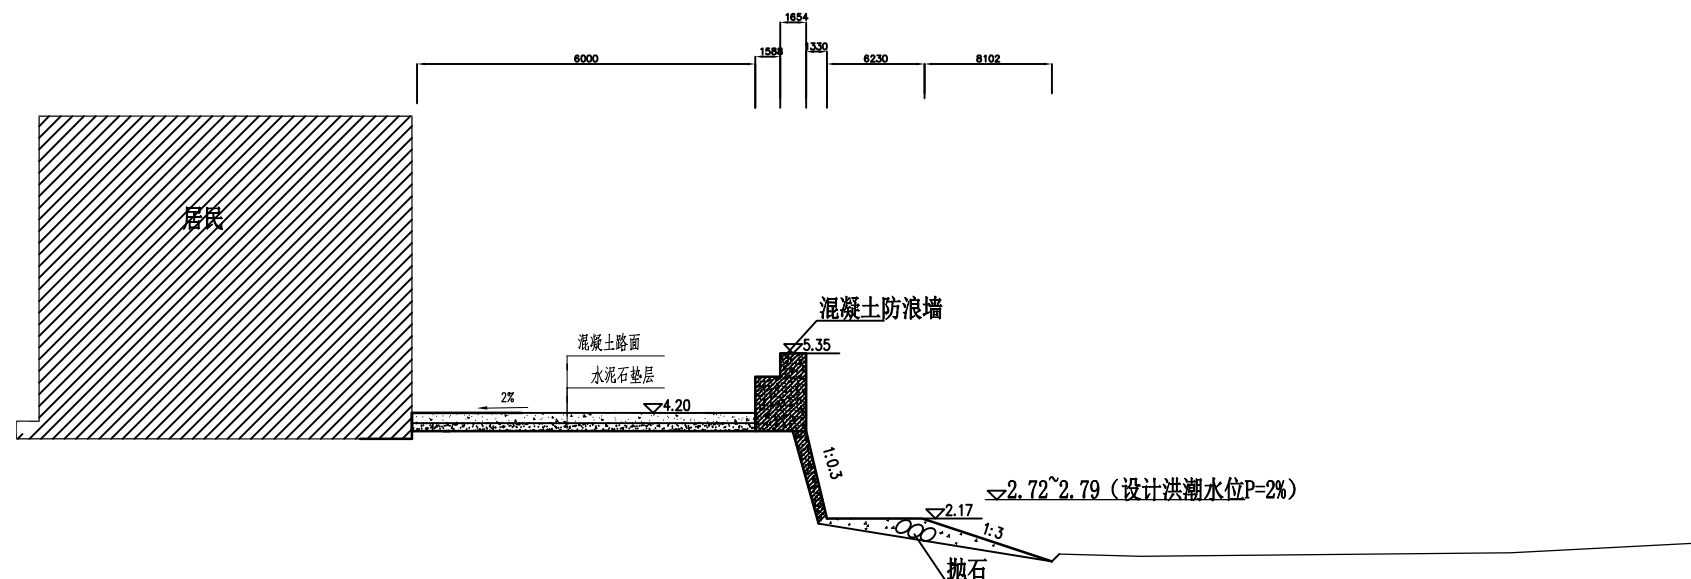 1654
6000
1588
1330
6230
8102
居民
混凝土防浪墙
5.35
混凝土路面
水泥石垫层
2%
4.20
1:0.3
2.72~2.79（设计洪潮水位P=2%）
2.17
1:3
抛石